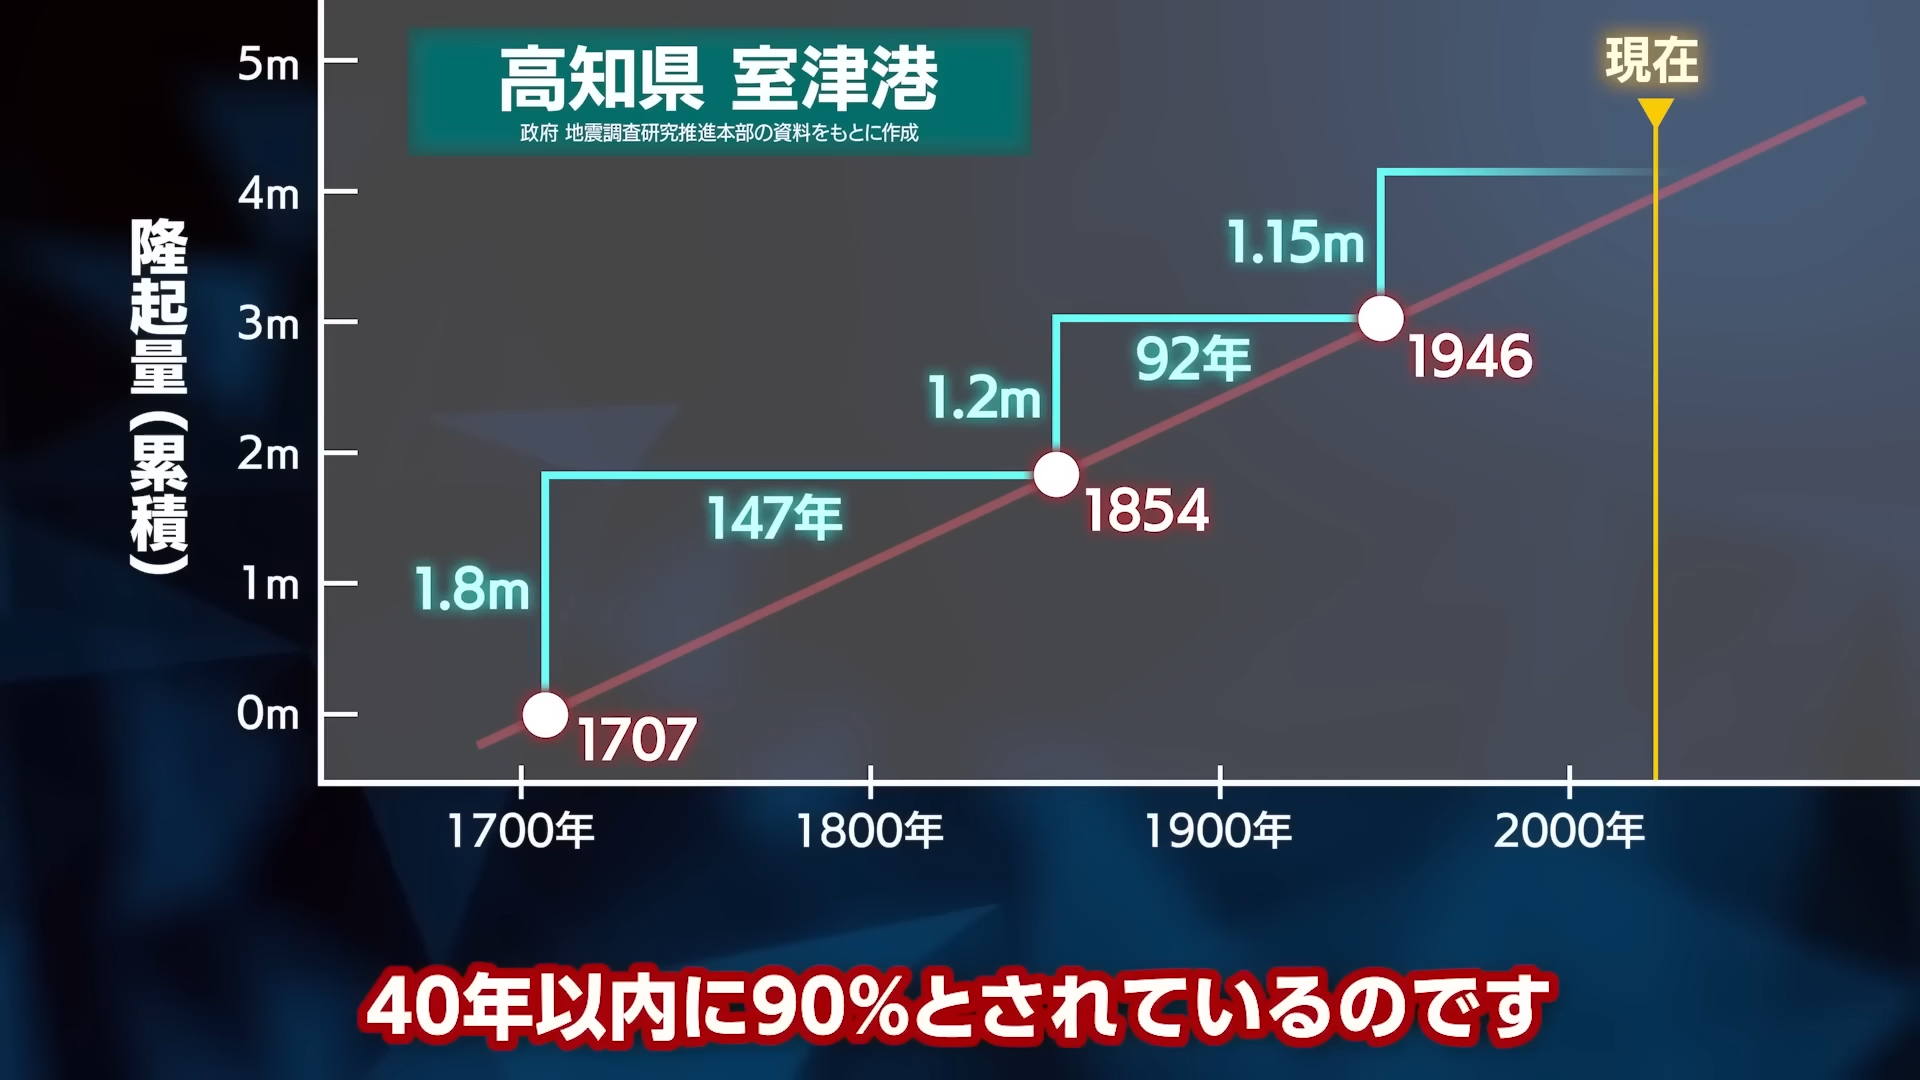 高知県 室津港
政府 地震調査研究推進本部の資料をもとに作成
現在
隆起量(累積)
5m
4m
3m
2m
1m
0m
1.15m
1946
92年
1.2m
1854
147年
1.8m
1707
1700年
1800年
1900年
2000年
40年以内に90%とされているのです